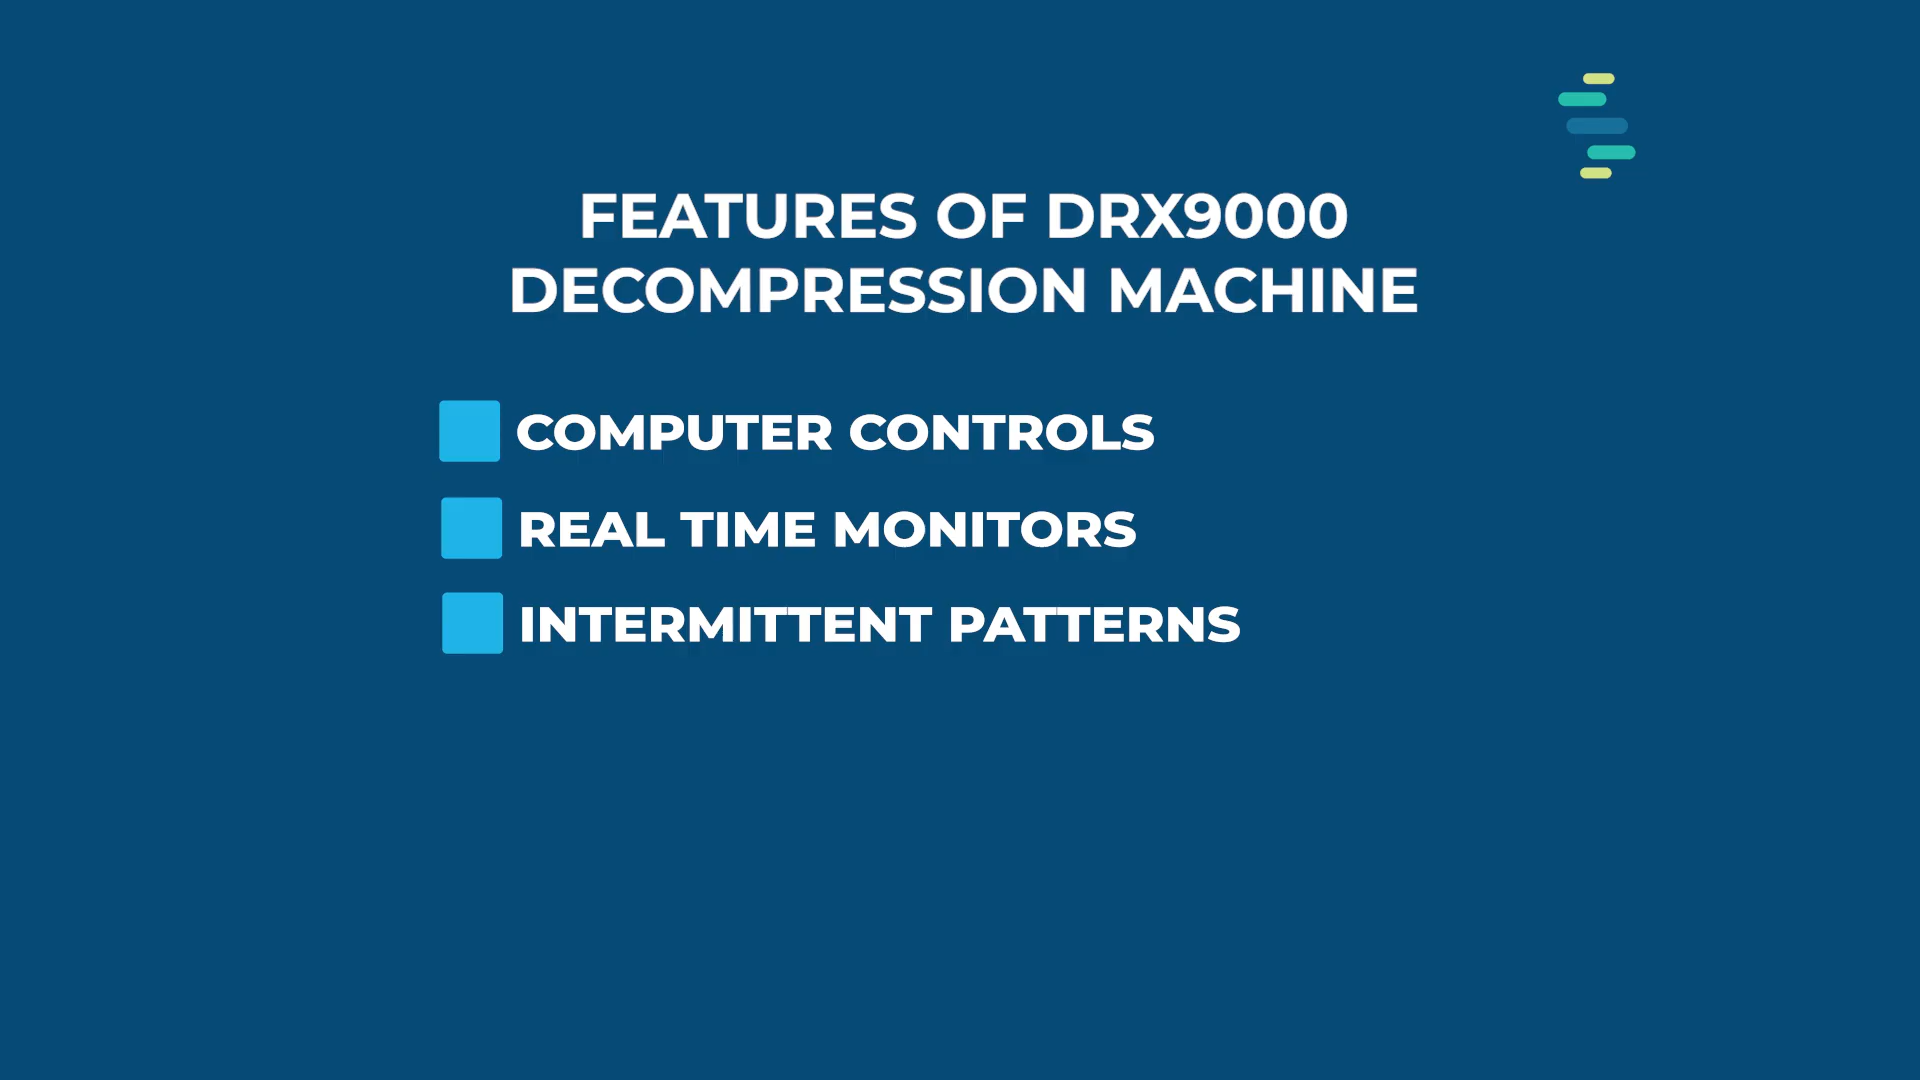 FEATURES OF DRX9000
DECOMPRESSION MACHINE
COMPUTER CONTROLS
REAL TIME MONITORS
INTERMITTENT PATTERNS